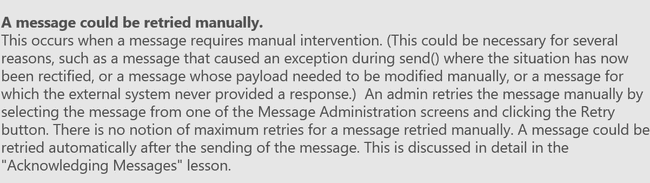 A message could be retried manually.
This occurs when a message requires manual intervention. (This could be necessary for several
reasons, such as a message that caused an exception during send() where the situation has now
been rectified, or a message whose payload needed to be modified manually, or a message for
which the external system never provided a response.)  An admin retries the message manually by
selecting the message from one of the Message Administration screens and clicking the Retry
button. There is no notion of maximum retries for a message retried manually. A message could be
retried automatically after the sending of the message. This is discussed in detail in the
"Acknowledging Messages" lesson.